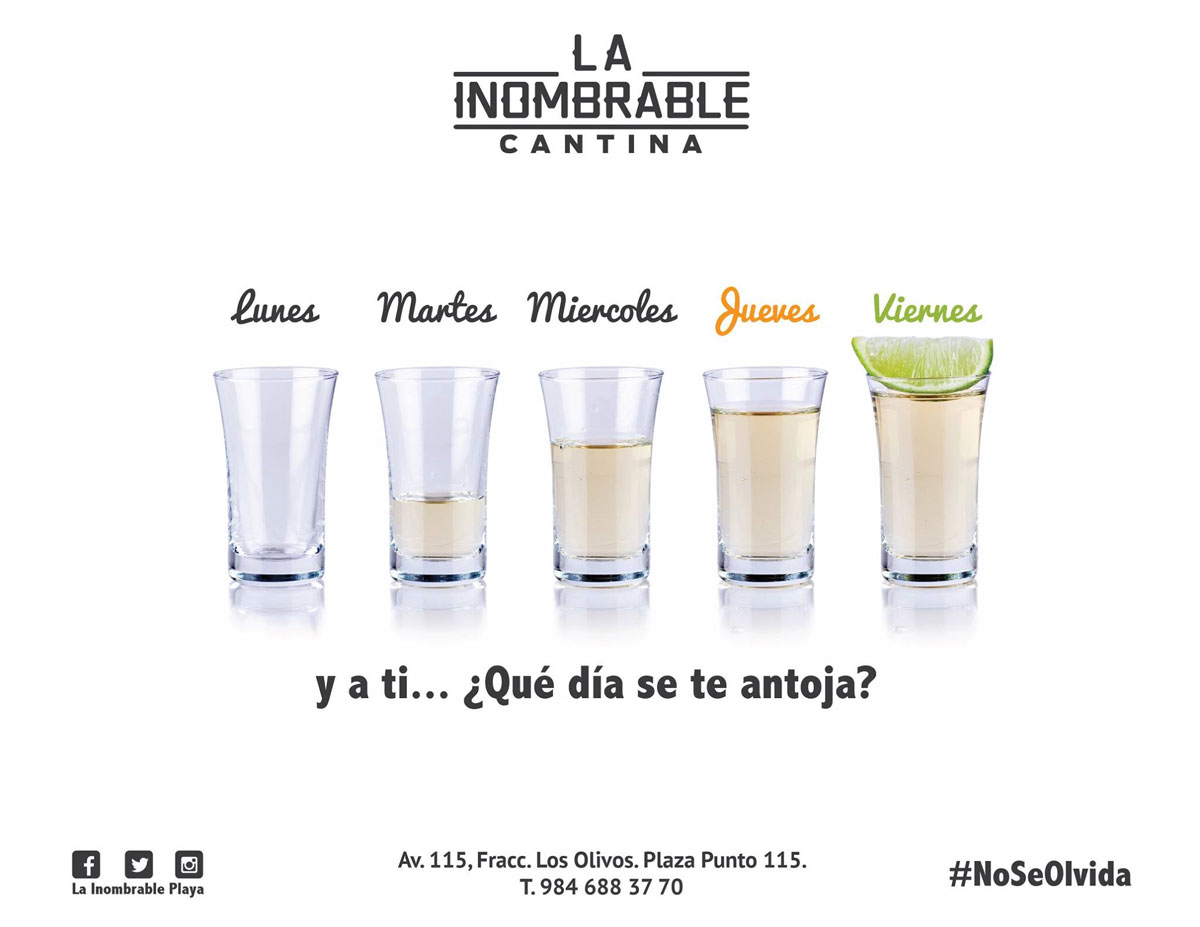 LA
INOMBRABLE
CANTINA
Lunes Martes Miercoles Jueves Viernes
y a ti... ¿Qué día se te antoja?
La Inombrable Playa
Av. 115, Fracc. Los Olivos. Plaza Punto 115.
T. 984 688 37 70
#NoSeOlvida